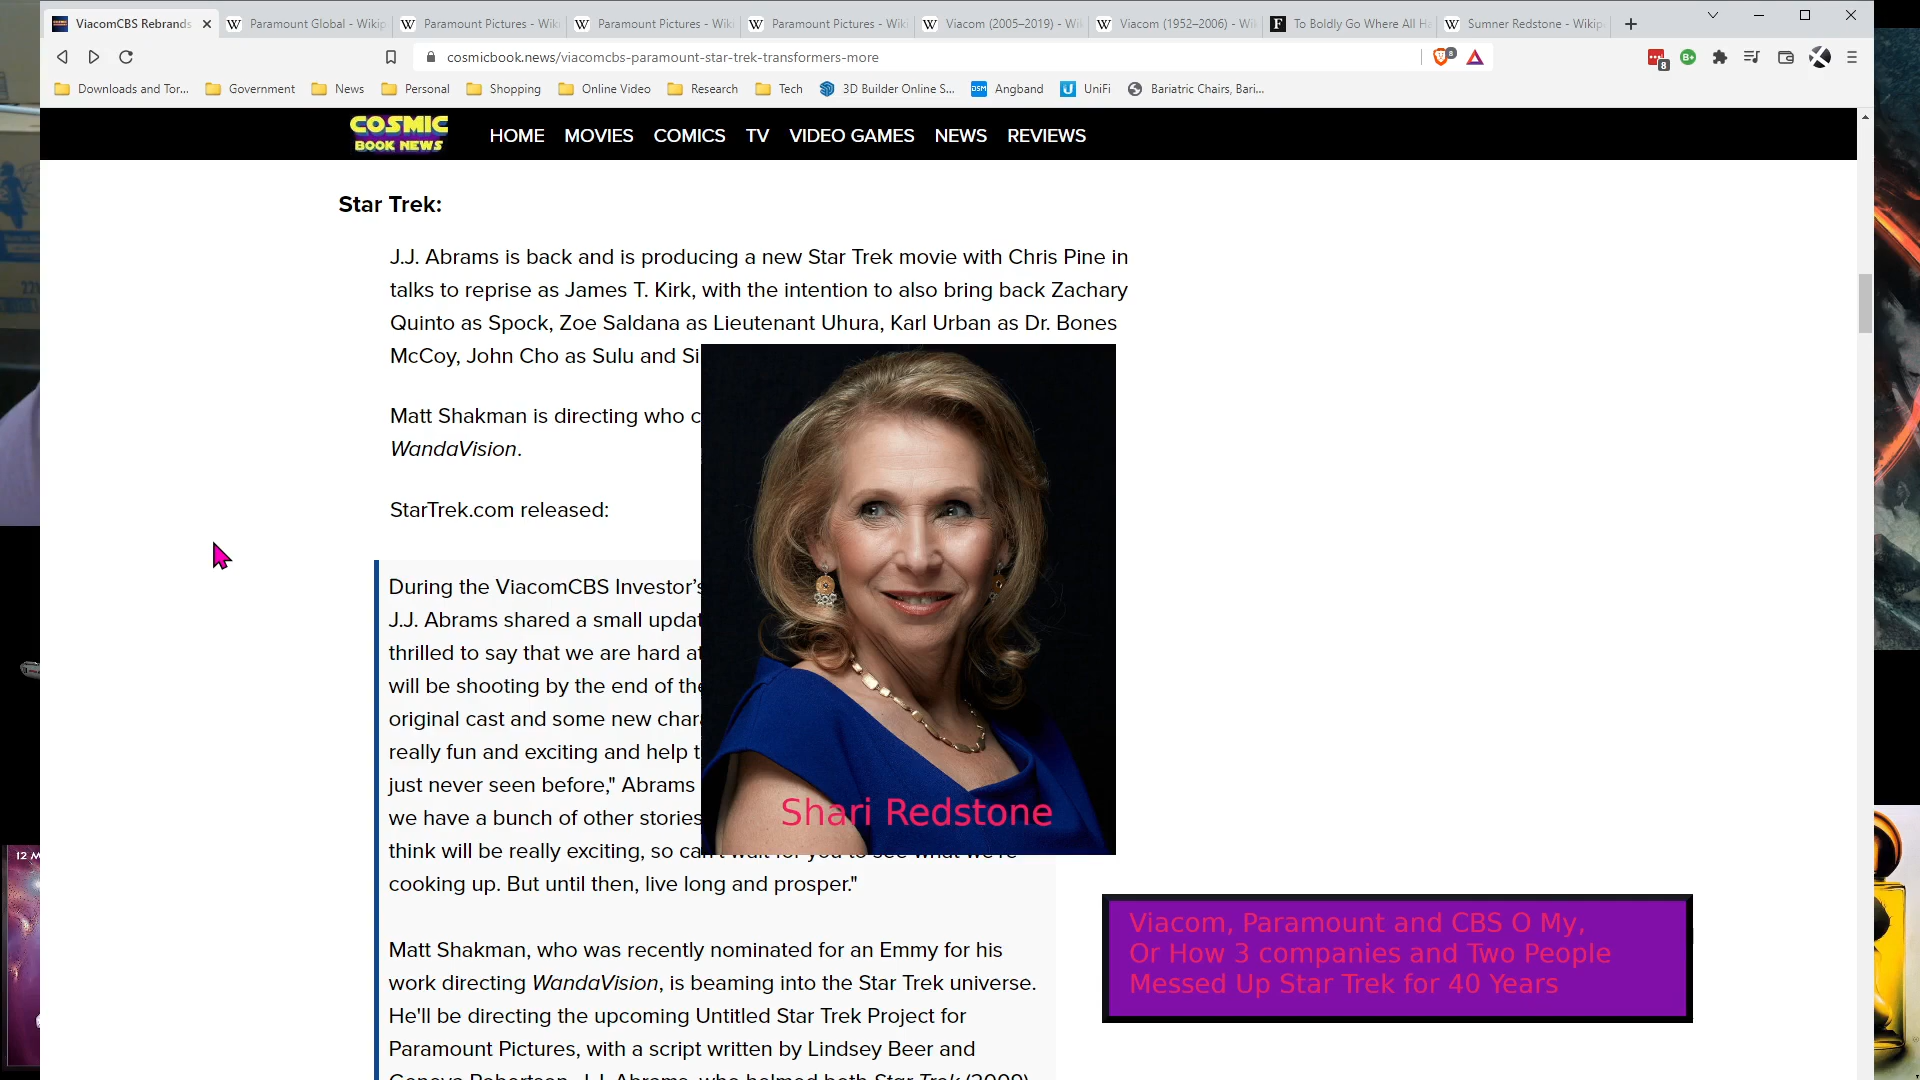 ViacomCBS Rebrands
Paramount Global - Wikip
Paramount Pictures - Wiki
Paramount Pictures - Wiki
Paramount Pictures - Wiki
Viacom (2005–2019) - Wi
Viacom (1952–2006) - Wi
To Boldly Go Where All Ha
Sumner Redstone - Wikip
cosmicbook.news/viacomcbs-paramount-star-trek-transformers-more
8
8
B+
Downloads and Tor...
Government
News
Personal
Shopping
Online Video
Research
Tech
3D Builder Online S...
DSM
Angband
U
UniFi
Bariatric Chairs, Bari...
COSMIC
BOOK NEWS
HOME MOVIES COMICS TV VIDEO GAMES NEWS REVIEWS
Star Trek:
J.J. Abrams is back and is producing a new Star Trek movie with Chris Pine in
talks to reprise as James T. Kirk, with the intention to also bring back Zachary
Quinto as Spock, Zoe Saldana as Lieutenant Uhura, Karl Urban as Dr. Bones
McCoy, John Cho as Sulu and Si
Matt Shakman is directing who c
WandaVision.
StarTrek.com released:
During the ViacomCBS Investor's
J.J. Abrams shared a small updat
thrilled to say that we are hard at
will be shooting by the end of the
original cast and some new chara
really fun and exciting and help t
just never seen before," Abrams
we have a bunch of other stories
think will be really exciting, so can't wait for you to see what we're
cooking up. But until then, live long and prosper."
Matt Shakman, who was recently nominated for an Emmy for his
work directing WandaVision, is beaming into the Star Trek universe.
He'll be directing the upcoming Untitled Star Trek Project for
Paramount Pictures, with a script written by Lindsey Beer and
Geneva Robertson. J.J. Abrams, who helmed both Star Trek (2009)
Shari Redstone
Viacom, Paramount and CBS O My,
Or How 3 companies and Two People
Messed Up Star Trek for 40 Years
12 M